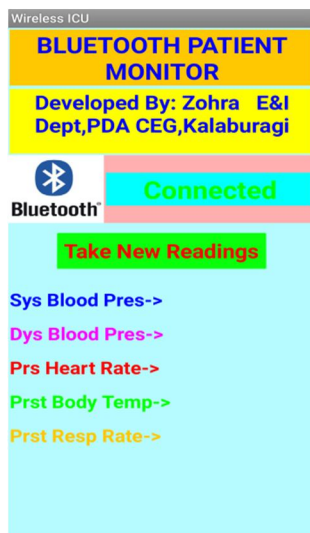 Wireless ICU
BLUETOOTH PATIENT
MONITOR
Developed By: Zohra E&I
Dept,PDA CEG,Kalaburagi
Bluetooth
Connected
Take New Readings
Sys Blood Pres->
Dys Blood Pres->
Prs Heart Rate->
Prst Body Temp->
Prst Resp Rate->